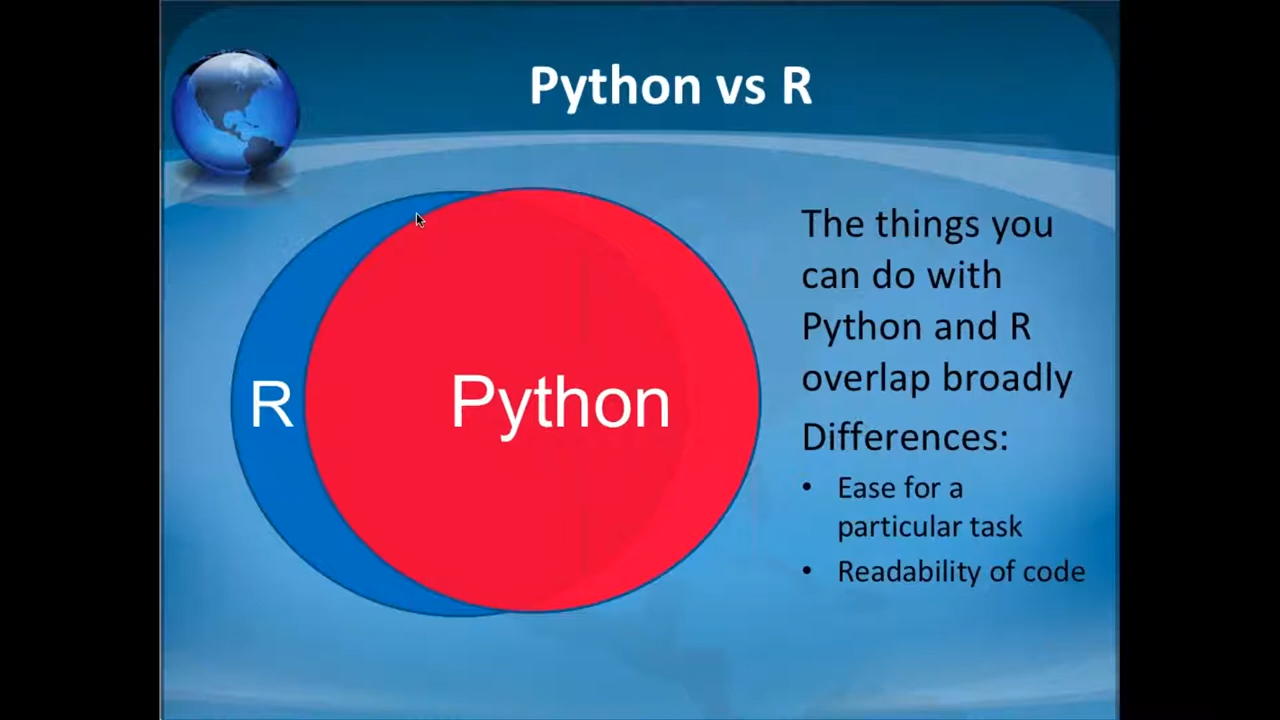 Python vs R
R
Python
The things you
can do with
Python and R
overlap broadly
Differences:
• Ease for a
particular task
• Readability of code